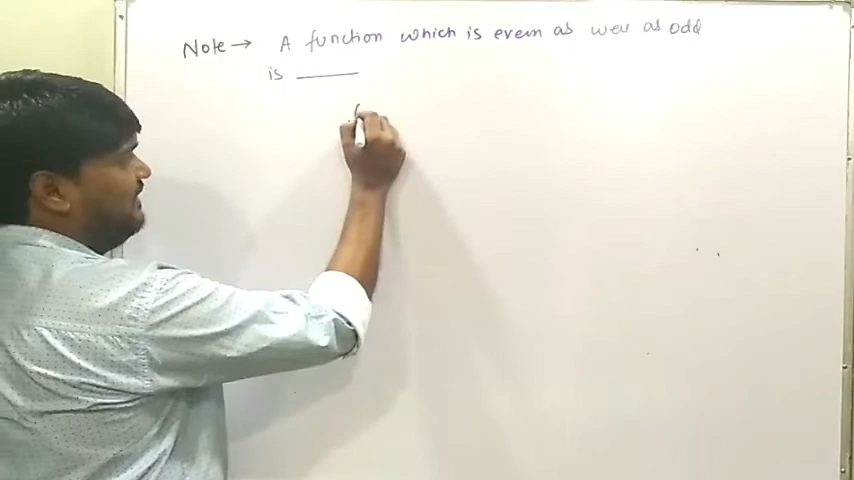 Note → A function which is even as well as odd
is ______